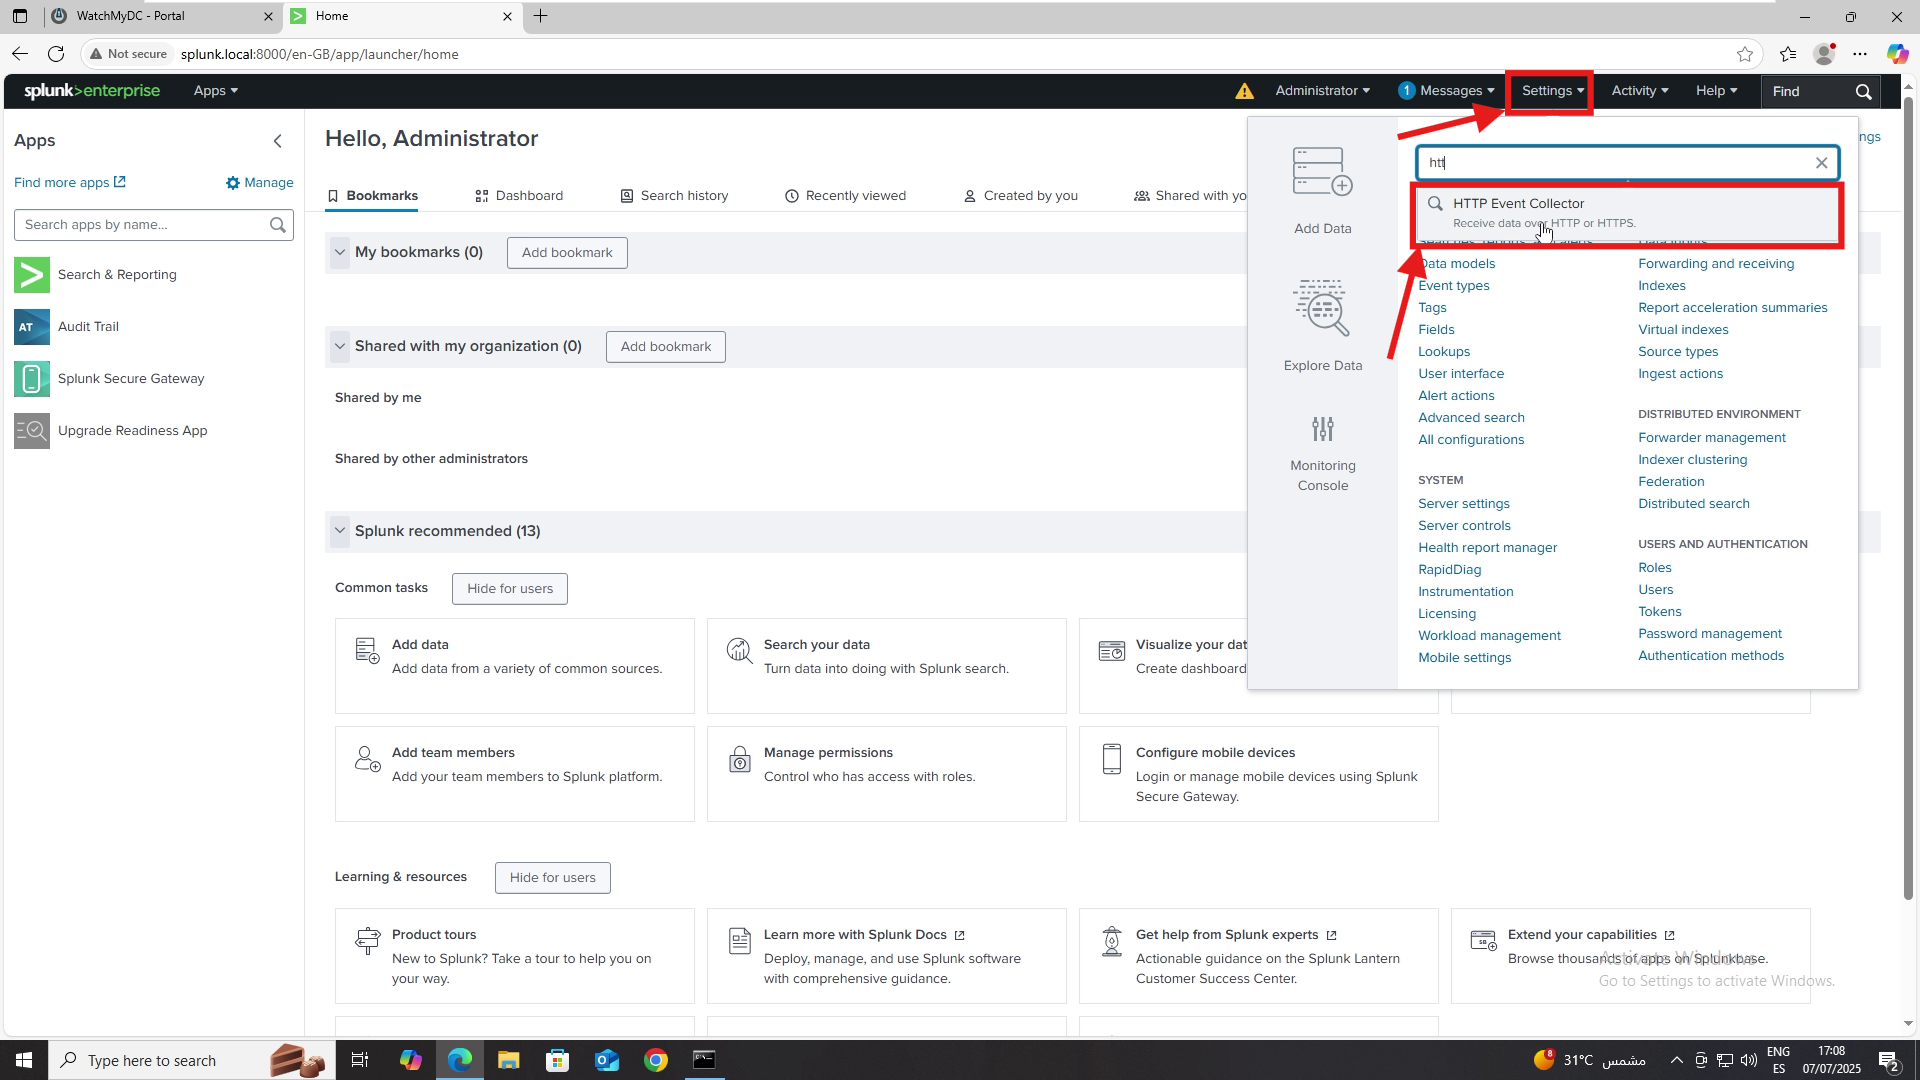 WatchMyDC - Portal
Home
Not secure
splunk.local:8000/en-GB/app/launcher/home
splunk>enterprise
Apps
Administrator
1
Messages
Settings
Activity
Help
Find
Apps
Find more apps
Manage
Search apps by name...
Search & Reporting
AT
Audit Trail
Splunk Secure Gateway
Upgrade Readiness App
Hello, Administrator
ngs
Bookmarks
Dashboard
Search history
Recently viewed
Created by you
Shared with yo
My bookmarks (0)
Add bookmark
Shared with my organization (0)
Add bookmark
Shared by me
Shared by other administrators
Splunk recommended (13)
Common tasks
Hide for users
Add data
Add data from a variety of common sources.
Search your data
Turn data into doing with Splunk search.
Visualize your dat
Create dashboard
Add team members
Add your team members to Splunk platform.
Manage permissions
Control who has access with roles.
Configure mobile devices
Login or manage mobile devices using Splunk
Secure Gateway.
Learning & resources
Hide for users
Product tours
New to Splunk? Take a tour to help you on
your way.
Learn more with Splunk Docs
Deploy, manage, and use Splunk software
with comprehensive guidance.
Get help from Splunk experts
Actionable guidance on the Splunk Lantern
Customer Success Center.
Extend your capabilities
Browse thousands of apps on Splunkbase.
Add Data
Explore Data
Monitoring
Console
htt
HTTP Event Collector
Receive data over HTTP or HTTPS.
Searches, reports, and alerts
Data models
Event types
Tags
Fields
Lookups
User interface
Alert actions
Advanced search
All configurations
SYSTEM
Server settings
Server controls
Health report manager
RapidDiag
Instrumentation
Licensing
Workload management
Mobile settings
Data inputs
Forwarding and receiving
Indexes
Report acceleration summaries
Virtual indexes
Source types
Ingest actions
DISTRIBUTED ENVIRONMENT
Forwarder management
Indexer clustering
Federation
Distributed search
USERS AND AUTHENTICATION
Roles
Users
Tokens
Password management
Authentication methods
Activate Windows
Go to Settings to activate Windows.
Type here to search
8
31°C
مشمس
ENG
ES
17:08
07/07/2025
2